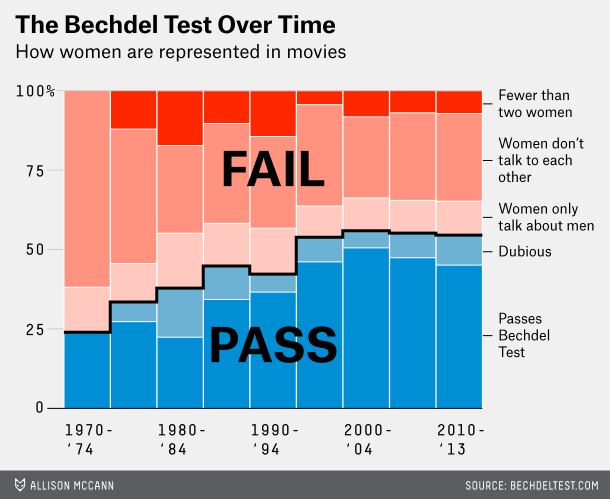 The Bechdel Test Over Time
How women are represented in movies
100%
75
50
25
0
FAIL
PASS
Fewer than
two women
Women don't
talk to each
other
Women only
talk about men
Dubious
Passes
Bechdel
Test
1970-
'74
1980-
'84
1990-
'94
2000-
'04
2010-
'13
ALLISON MCCANN
SOURCE: BECHDELTEST.COM